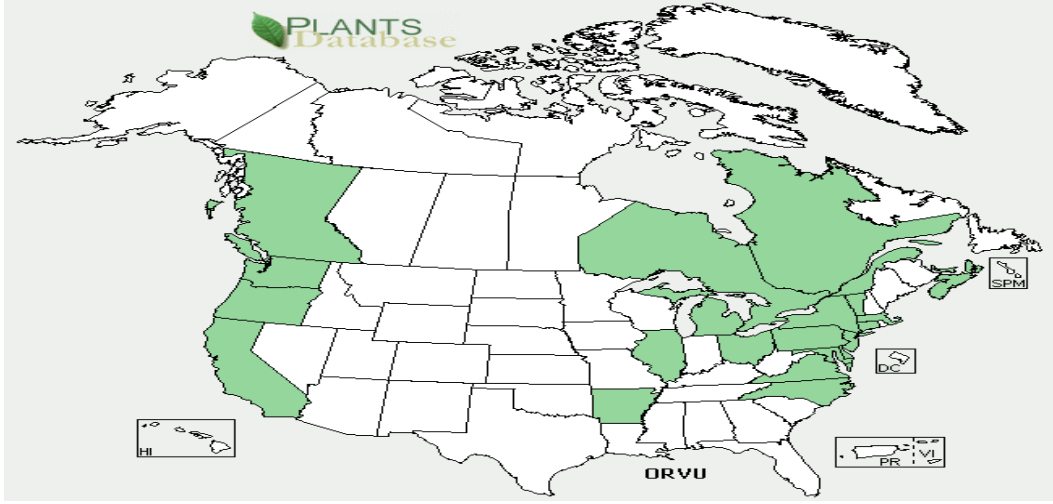 PLANTS
Database
SPM
DC
HI
PR
VI
ORVU